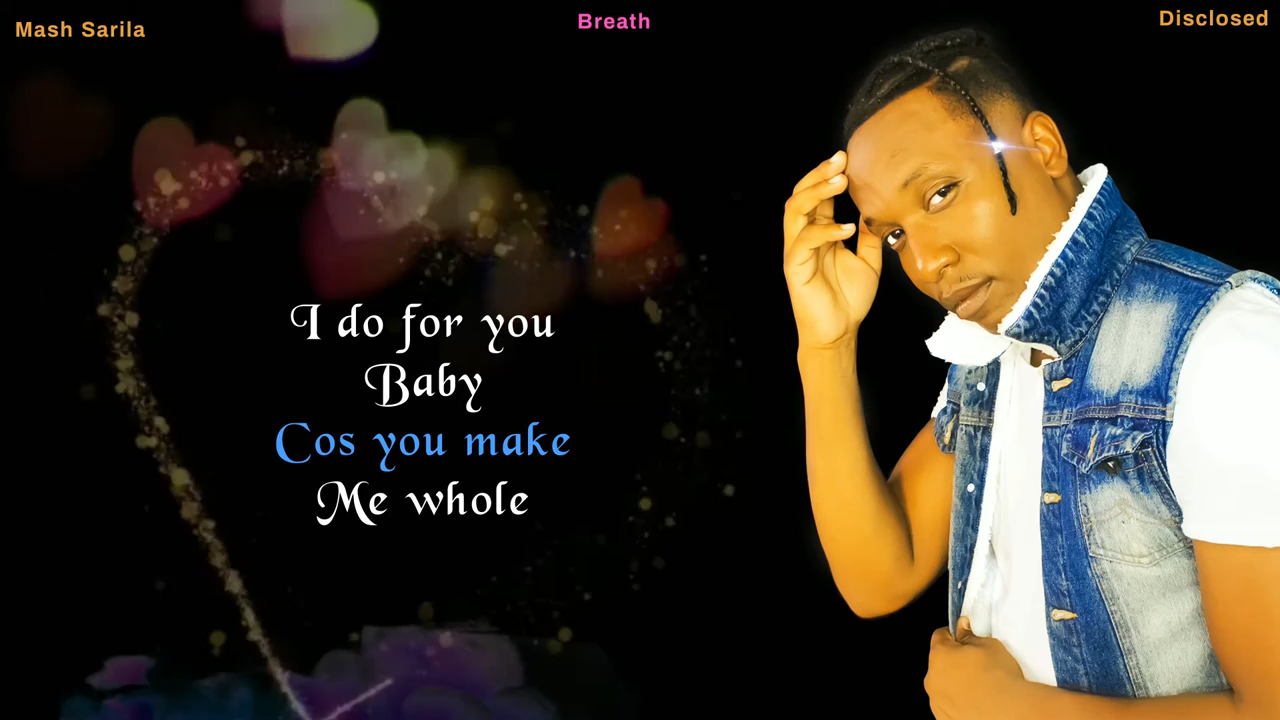 Mash Sarila
Breath
Disclosed
I do for you
Baby
Cos you make
Me whole